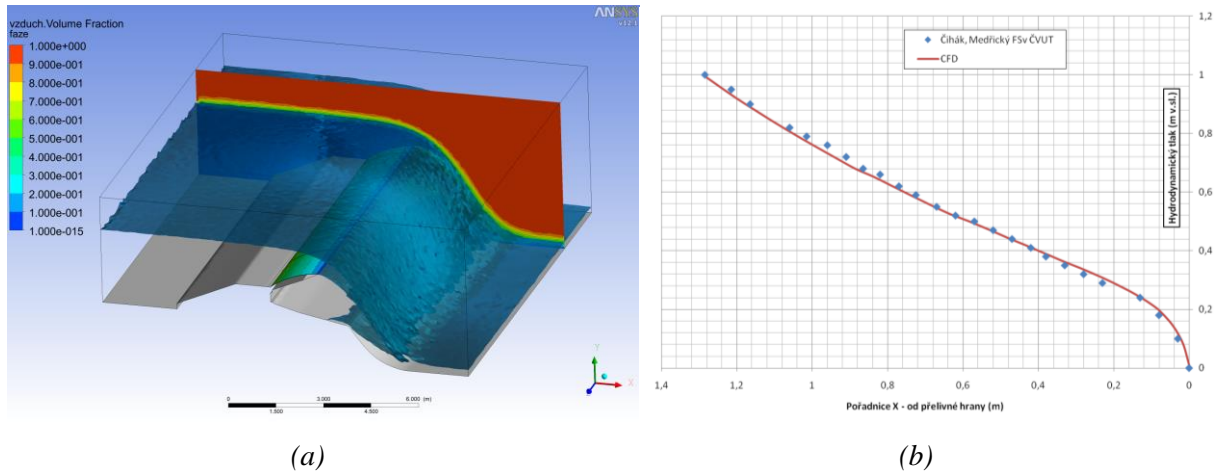 ANSYS
v12.1
vzduch.Volume Fraction
faze
1.000e+000
9.000e-001
8.000e-001
7.000e-001
6.000e-001
5.000e-001
4.000e-001
3.000e-001
2.000e-001
1.000e-001
1.000e-015
Y
X
0
3.000
6.000 (m)
1.500
4.500
(a)
Čihák, Medřický FSv ČVUT
CFD
1,2
1
0,8
0,6
0,4
0,2
0
Hydrodynamický tlak (m v.sl.)
1,4
1,2
1
0,8
0,6
0,4
0,2
0
Pořadnice X - od přelivné hrany (m)
(b)